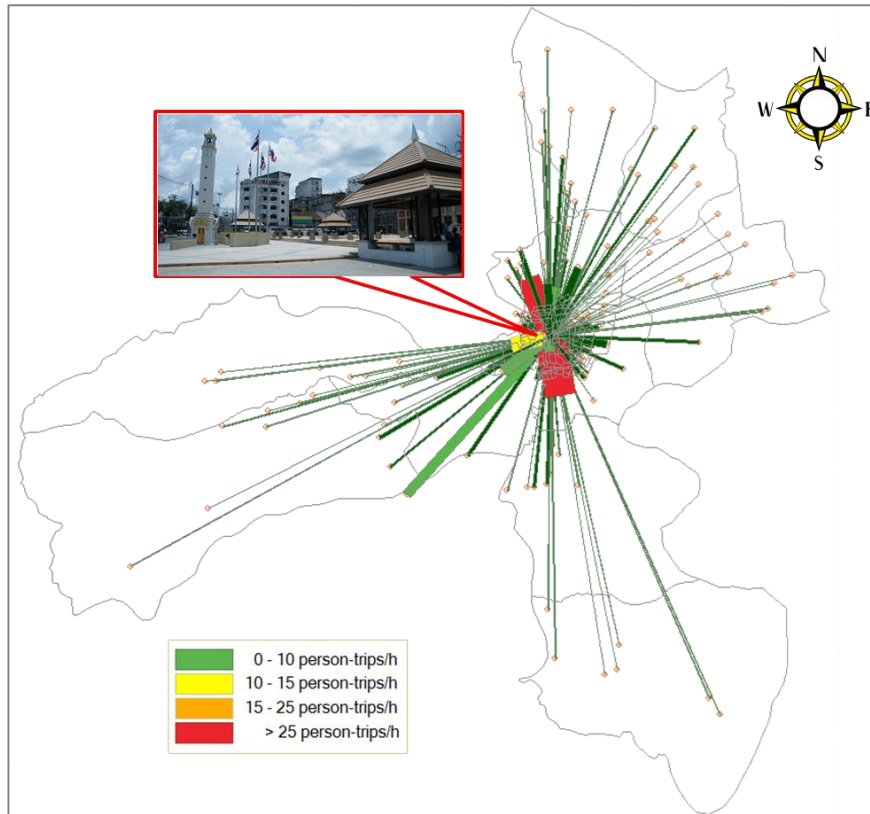 N
W
E
S
0 - 10 person-trips/h
10 - 15 person-trips/h
15 - 25 person-trips/h
> 25 person-trips/h